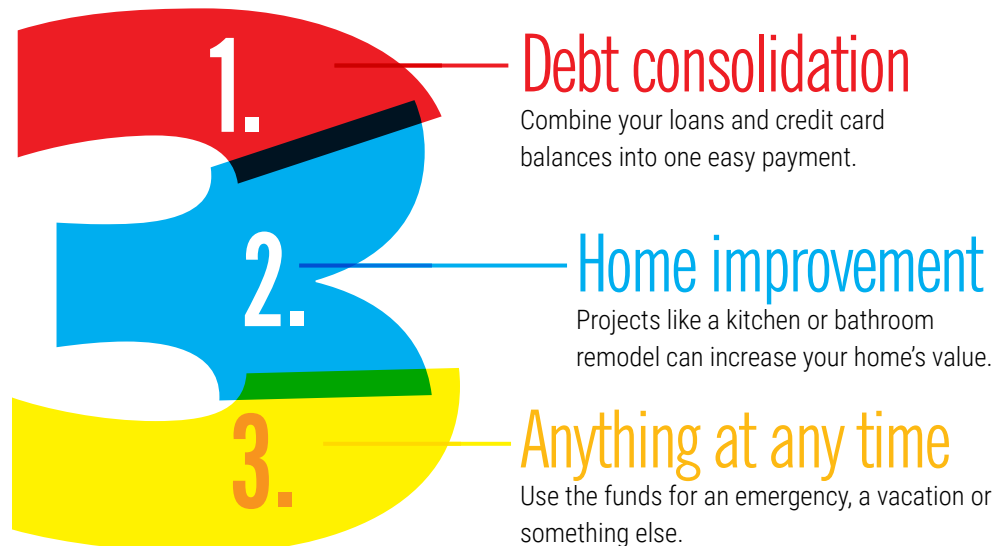 1.
Debt consolidation
Combine your loans and credit card
balances into one easy payment.
2.
Home improvement
Projects like a kitchen or bathroom
remodel can increase your home’s value.
3.
Anything at any time
Use the funds for an emergency, a vacation or
something else.